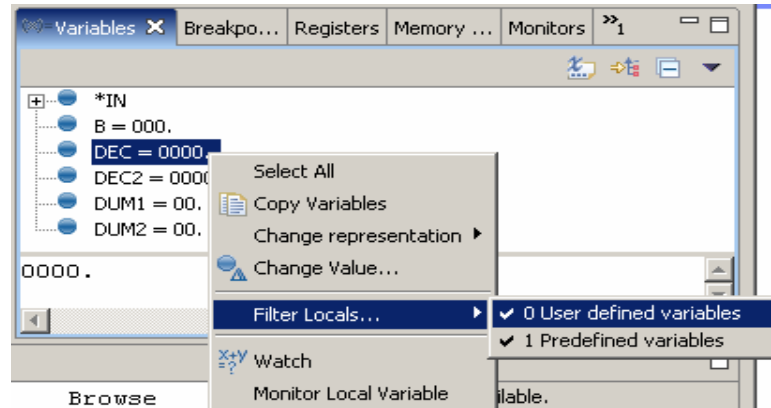 Variables Breakpo... Registers Memory ... Monitors »1
*IN
B = 000.
DEC = 0000.
DEC2 = 0000
DUM1 = 00.
DUM2 = 00.
0000.
Select All
Copy Variables
Change representation
Change Value...
Filter Locals...
0 User defined variables
1 Predefined variables
Watch
Monitor Local Variable
Browse
ilable.